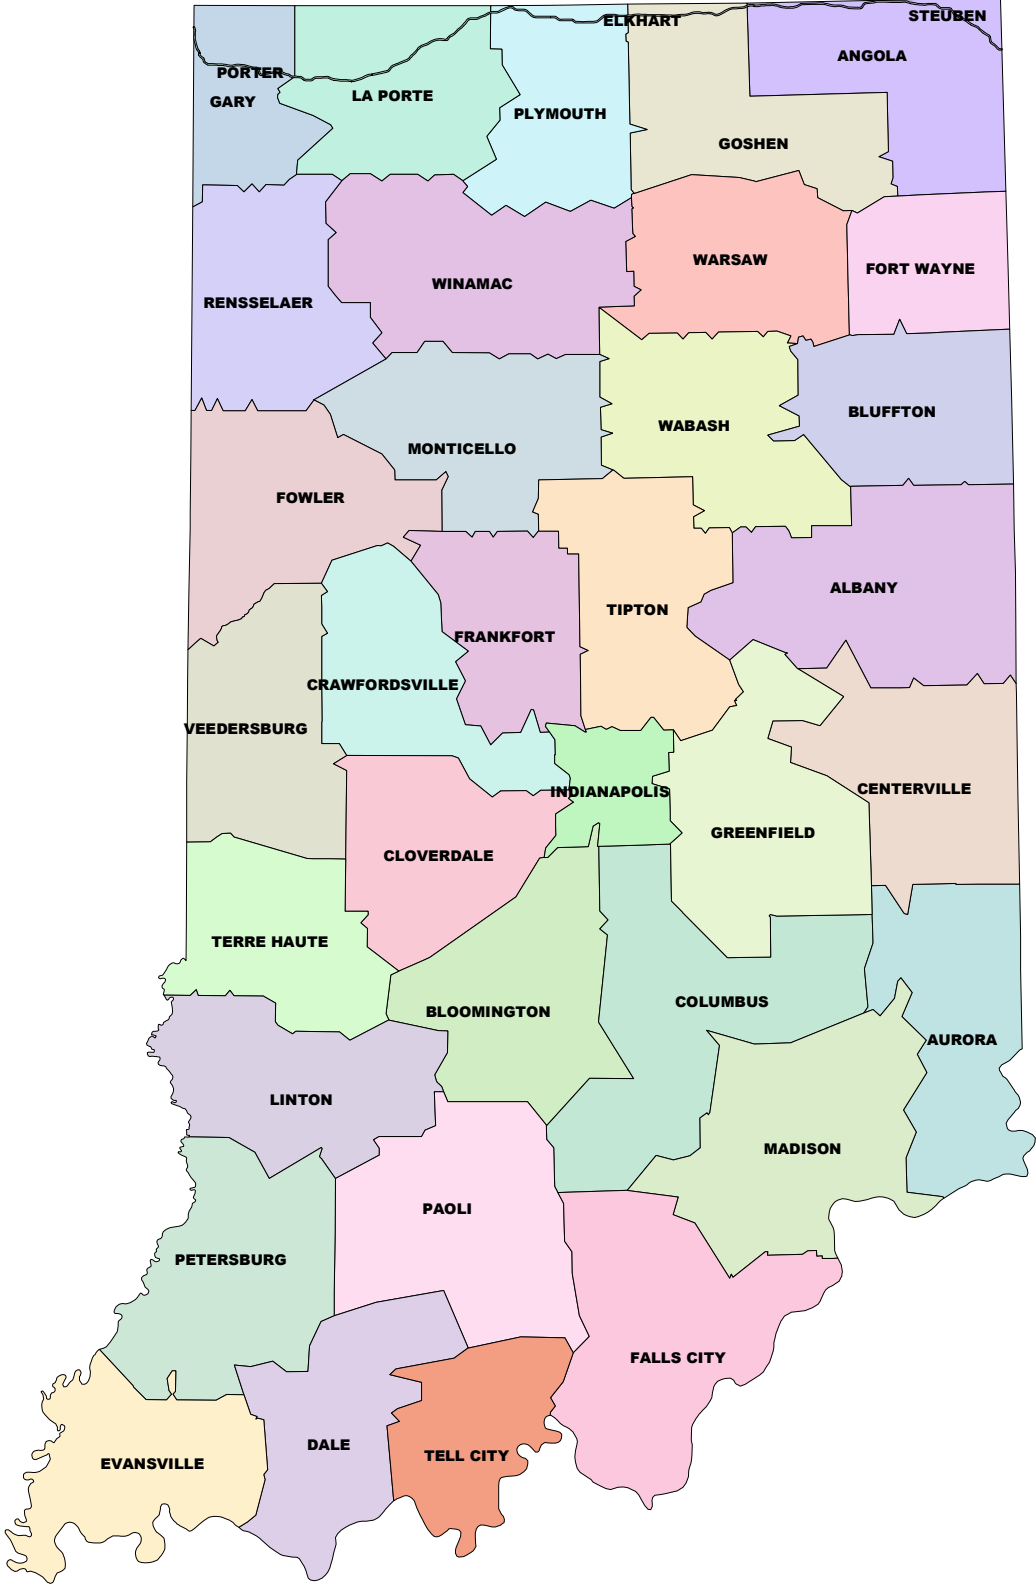 STEUBEN
ELKHART
ANGOLA
PORTER
LA PORTE
GARY
PLYMOUTH
GOSHEN
WARSAW
FORT WAYNE
WINAMAC
RENSSELAER
BLUFFTON
WABASH
MONTICELLO
FOWLER
ALBANY
TIPTON
FRANKFORT
CRAWFORDSVILLE
VEEDERSBURG
CENTERVILLE
INDIANAPOLIS
GREENFIELD
CLOVERDALE
TERRE HAUTE
COLUMBUS
BLOOMINGTON
AURORA
LINTON
MADISON
PAOLI
PETERSBURG
FALLS CITY
DALE
TELL CITY
EVANSVILLE